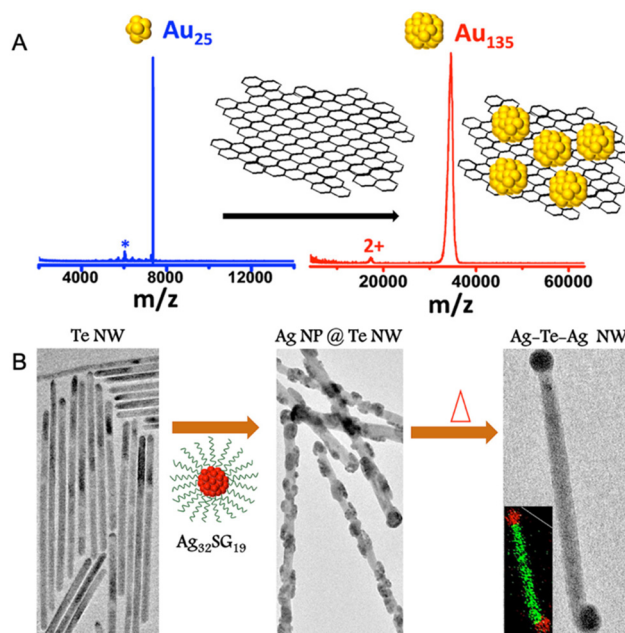 A
Au25
Au135
*
2+
4000 8000 12000
20000 40000 60000
m/z
m/z
B
Te NW
Ag NP @ Te NW
Ag–Te–Ag NW
Ag32SG19